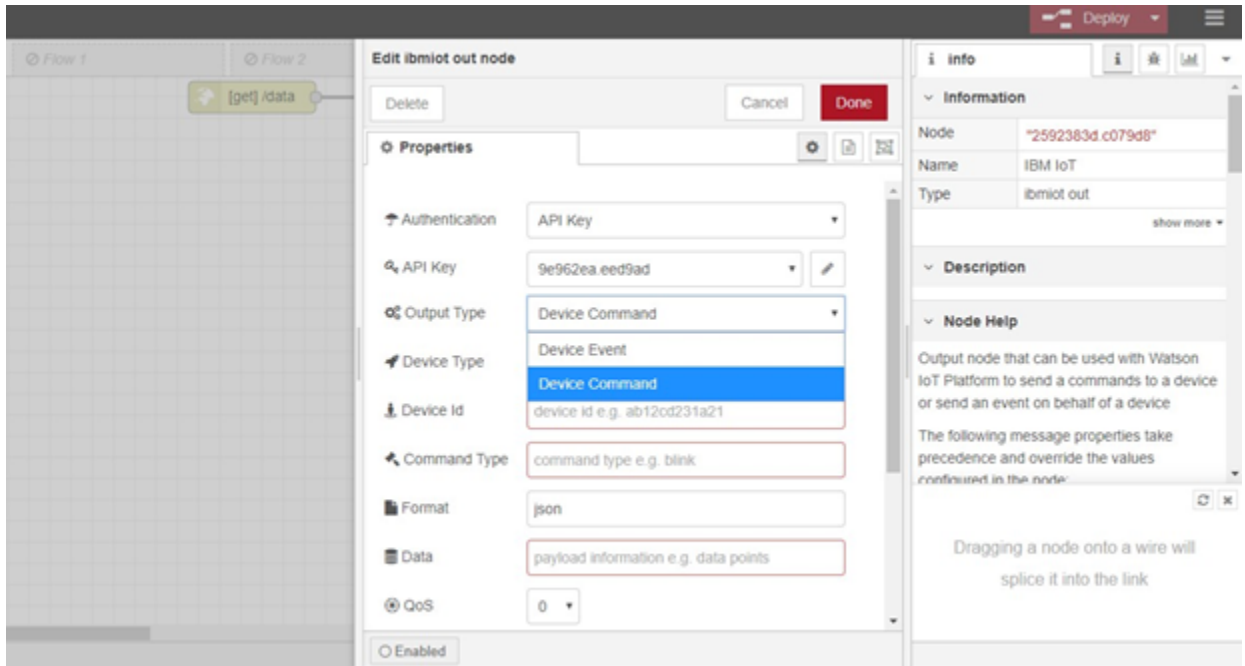 Deploy
Flow 1
Flow 2
[get] /data
Edit ibmiot out node
Delete
Cancel
Done
Properties
Authentication
API Key
API Key
9e962ea.eed9ad
Output Type
Device Command
Device Event
Device Command
Device Type
Device Id
device id e.g. ab12cd231a21
Command Type
command type e.g. blink
Format
json
Data
payload information e.g. data points
QoS
0
Enabled
i info
i
Information
Node
"2592383d.c079d8"
Name
IBM IoT
Type
ibmiot out
show more
Description
Node Help
Output node that can be used with Watson
IoT Platform to send a commands to a device
or send an event on behalf of a device
The following message properties take
precedence and override the values
configured in the node:
Dragging a node onto a wire will
splice it into the link